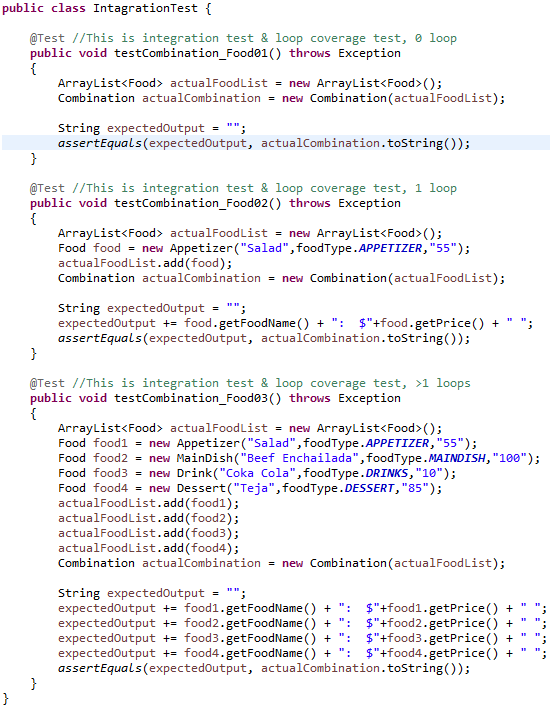 public class IntagrationTest {
@Test //This is integration test & loop coverage test, 0 loop
public void testCombination_Food01() throws Exception
{
ArrayList<Food> actualFoodList = new ArrayList<Food>();
Combination actualCombination = new Combination(actualFoodList);
String expectedOutput = "";
assertEquals(expectedOutput, actualCombination.toString());
}
@Test //This is integration test & loop coverage test, 1 loop
public void testCombination_Food02() throws Exception
{
ArrayList<Food> actualFoodList = new ArrayList<Food>();
Food food = new Appetizer("Salad",foodType.APPETIZER,"55");
actualFoodList.add(food);
Combination actualCombination = new Combination(actualFoodList);
String expectedOutput = "";
expectedOutput += food.getFoodName() + ":  $"+food.getPrice() + " ";
assertEquals(expectedOutput, actualCombination.toString());
}
@Test //This is integration test & loop coverage test, >1 loops
public void testCombination_Food03() throws Exception
{
ArrayList<Food> actualFoodList = new ArrayList<Food>();
Food food1 = new Appetizer("Salad",foodType.APPETIZER,"55");
Food food2 = new MainDish("Beef Enchailada",foodType.MAINDISH,"100");
Food food3 = new Drink("Coka Cola",foodType.DRINKS,"10");
Food food4 = new Dessert("Teja",foodType.DESSERT,"85");
actualFoodList.add(food1);
actualFoodList.add(food2);
actualFoodList.add(food3);
actualFoodList.add(food4);
Combination actualCombination = new Combination(actualFoodList);
String expectedOutput = "";
expectedOutput += food1.getFoodName() + ":  $"+food1.getPrice() + " ";
expectedOutput += food2.getFoodName() + ":  $"+food2.getPrice() + " ";
expectedOutput += food3.getFoodName() + ":  $"+food3.getPrice() + " ";
expectedOutput += food4.getFoodName() + ":  $"+food4.getPrice() + " ";
assertEquals(expectedOutput, actualCombination.toString());
}
}